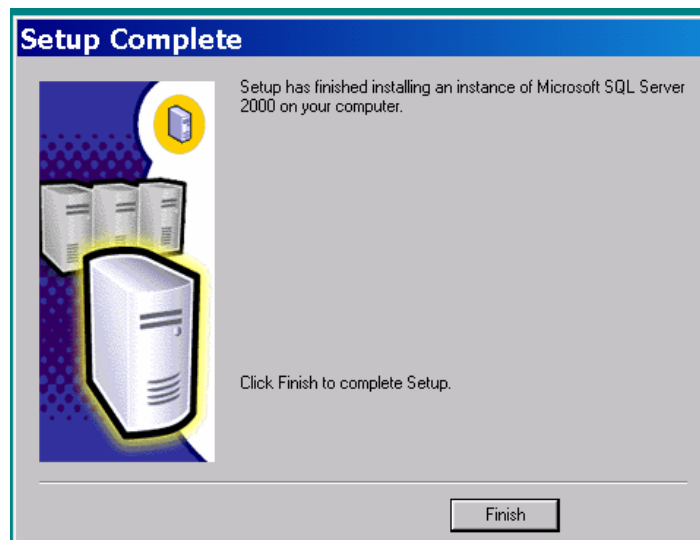 Setup Complete
Setup has finished installing an instance of Microsoft SQL Server
2000 on your computer.
Click Finish to complete Setup.
Finish